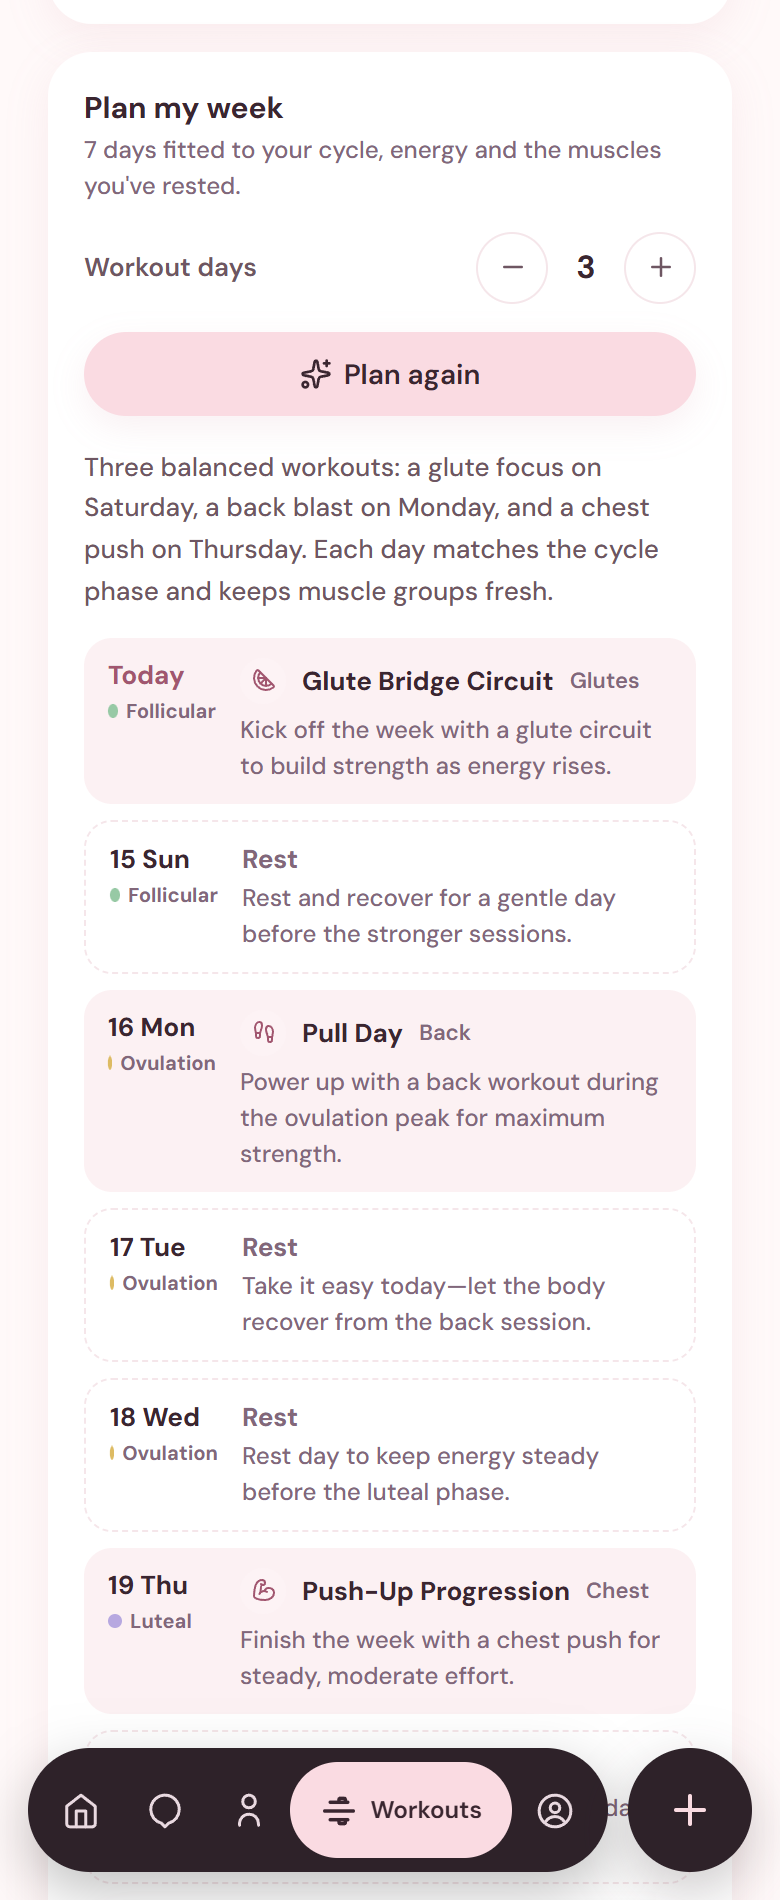 Plan my week
7 days fitted to your cycle, energy and the muscles
you've rested.
Workout days
3
Plan again
Three balanced workouts: a glute focus on
Saturday, a back blast on Monday, and a chest
push on Thursday. Each day matches the cycle
phase and keeps muscle groups fresh.
Today
Follicular
Glute Bridge Circuit Glutes
Kick off the week with a glute circuit
to build strength as energy rises.
15 Sun
Follicular
Rest
Rest and recover for a gentle day
before the stronger sessions.
16 Mon
Ovulation
Pull Day Back
Power up with a back workout during
the ovulation peak for maximum
strength.
17 Tue
Ovulation
Rest
Take it easy today—let the body
recover from the back session.
18 Wed
Ovulation
Rest
Rest day to keep energy steady
before the luteal phase.
19 Thu
Luteal
Push-Up Progression Chest
Finish the week with a chest push for
steady, moderate effort.
Workouts